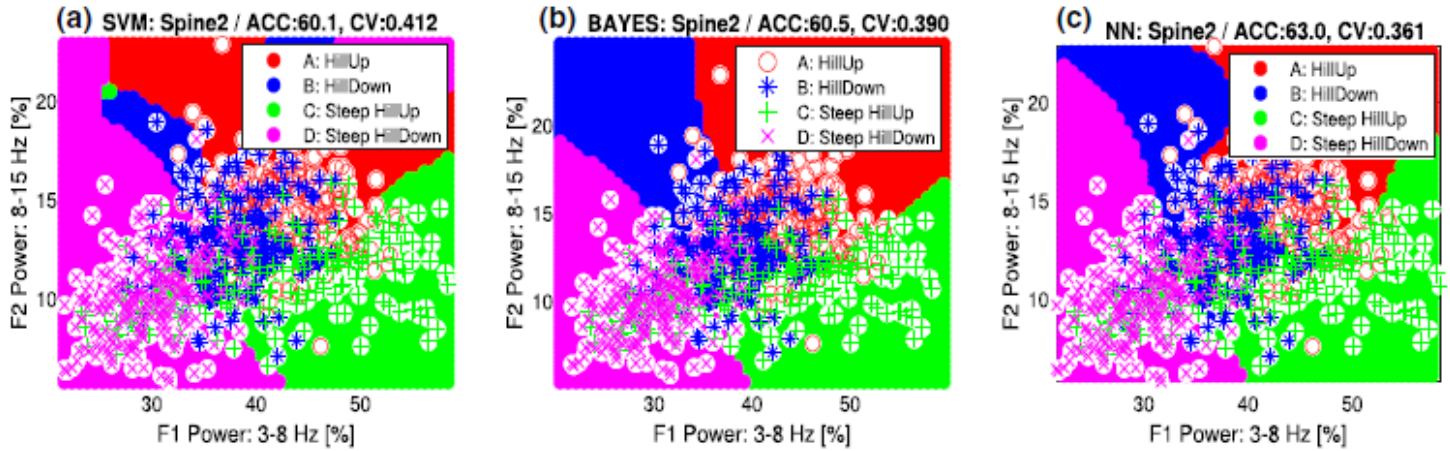 (a) SVM: Spine2 / ACC:60.1, CV:0.412
A: HillUp
B: HillDown
C: Steep HillUp
D: Steep HillDown
F2 Power: 8-15 Hz [%]
20
15
10
30 40 50
F1 Power: 3-8 Hz [%]
(b) BAYES: Spine2 / ACC:60.5, CV:0.390
A: HillUp
B: HillDown
C: Steep HillUp
D: Steep HillDown
F2 Power: 8-15 Hz [%]
20
15
10
30 40 50
F1 Power: 3-8 Hz [%]
(c) NN: Spine2 / ACC:63.0, CV:0.361
A: HillUp
B: HillDown
C: Steep HillUp
D: Steep HillDown
F2 Power: 8-15 Hz [%]
20
15
10
30 40 50
F1 Power: 3-8 Hz [%]